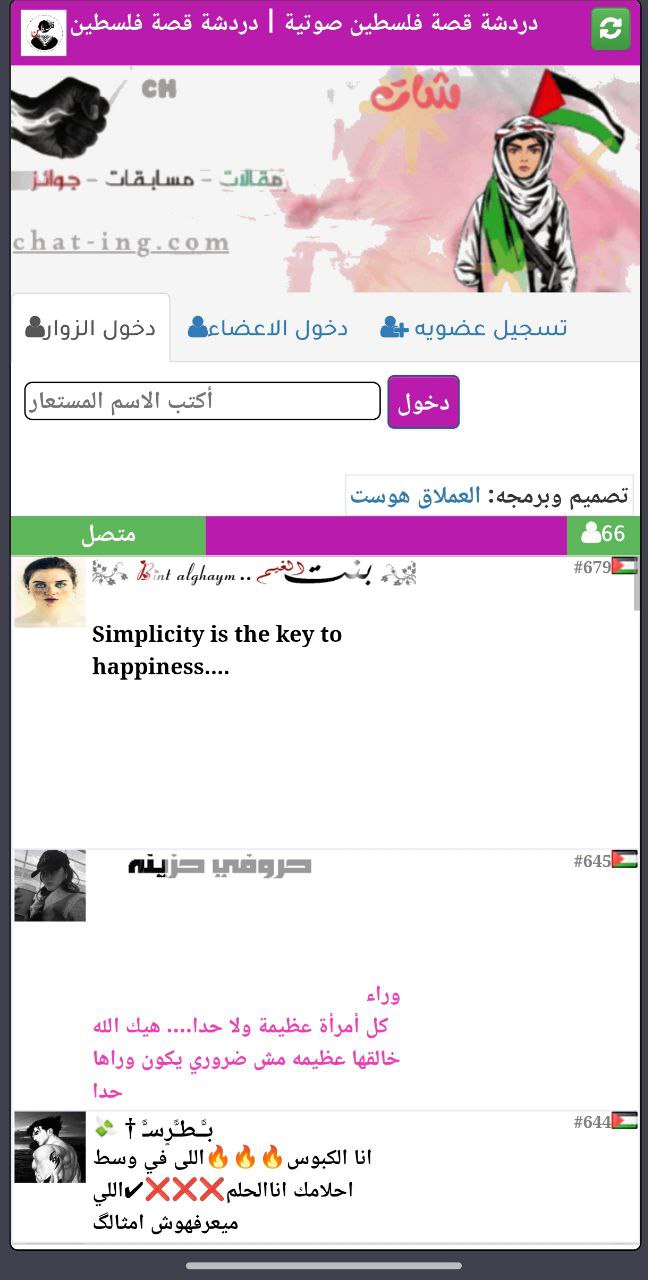 دردشة قصة فلسطين صوتية | دردشة قصة فلسطين
CH
شات
مقالات - مسابقات - جوائز
chat-ing.com
دخول الزوار
دخول الاعضاء
تسجيل عضويه
أكتب الاسم المستعار
دخول
تصميم وبرمجه: العملاق هوست
متصل
66
Bint alghaym .. بنت الغيم
#679
Simplicity is the key to
happiness....
حروفي حزينه
#645
وراء
كل أمرأة عظيمة ولا حدا.... هيك الله
خالقها عظيمه مش ضروري يكون وراها
حدا
بـَّطـَّرسـَّ † 💸
#644
انا الكبوس🔥🔥🔥اللى في وسط
احلامك اناالحلم❌❌❌✔اللي
ميعرفهوش امثالگ